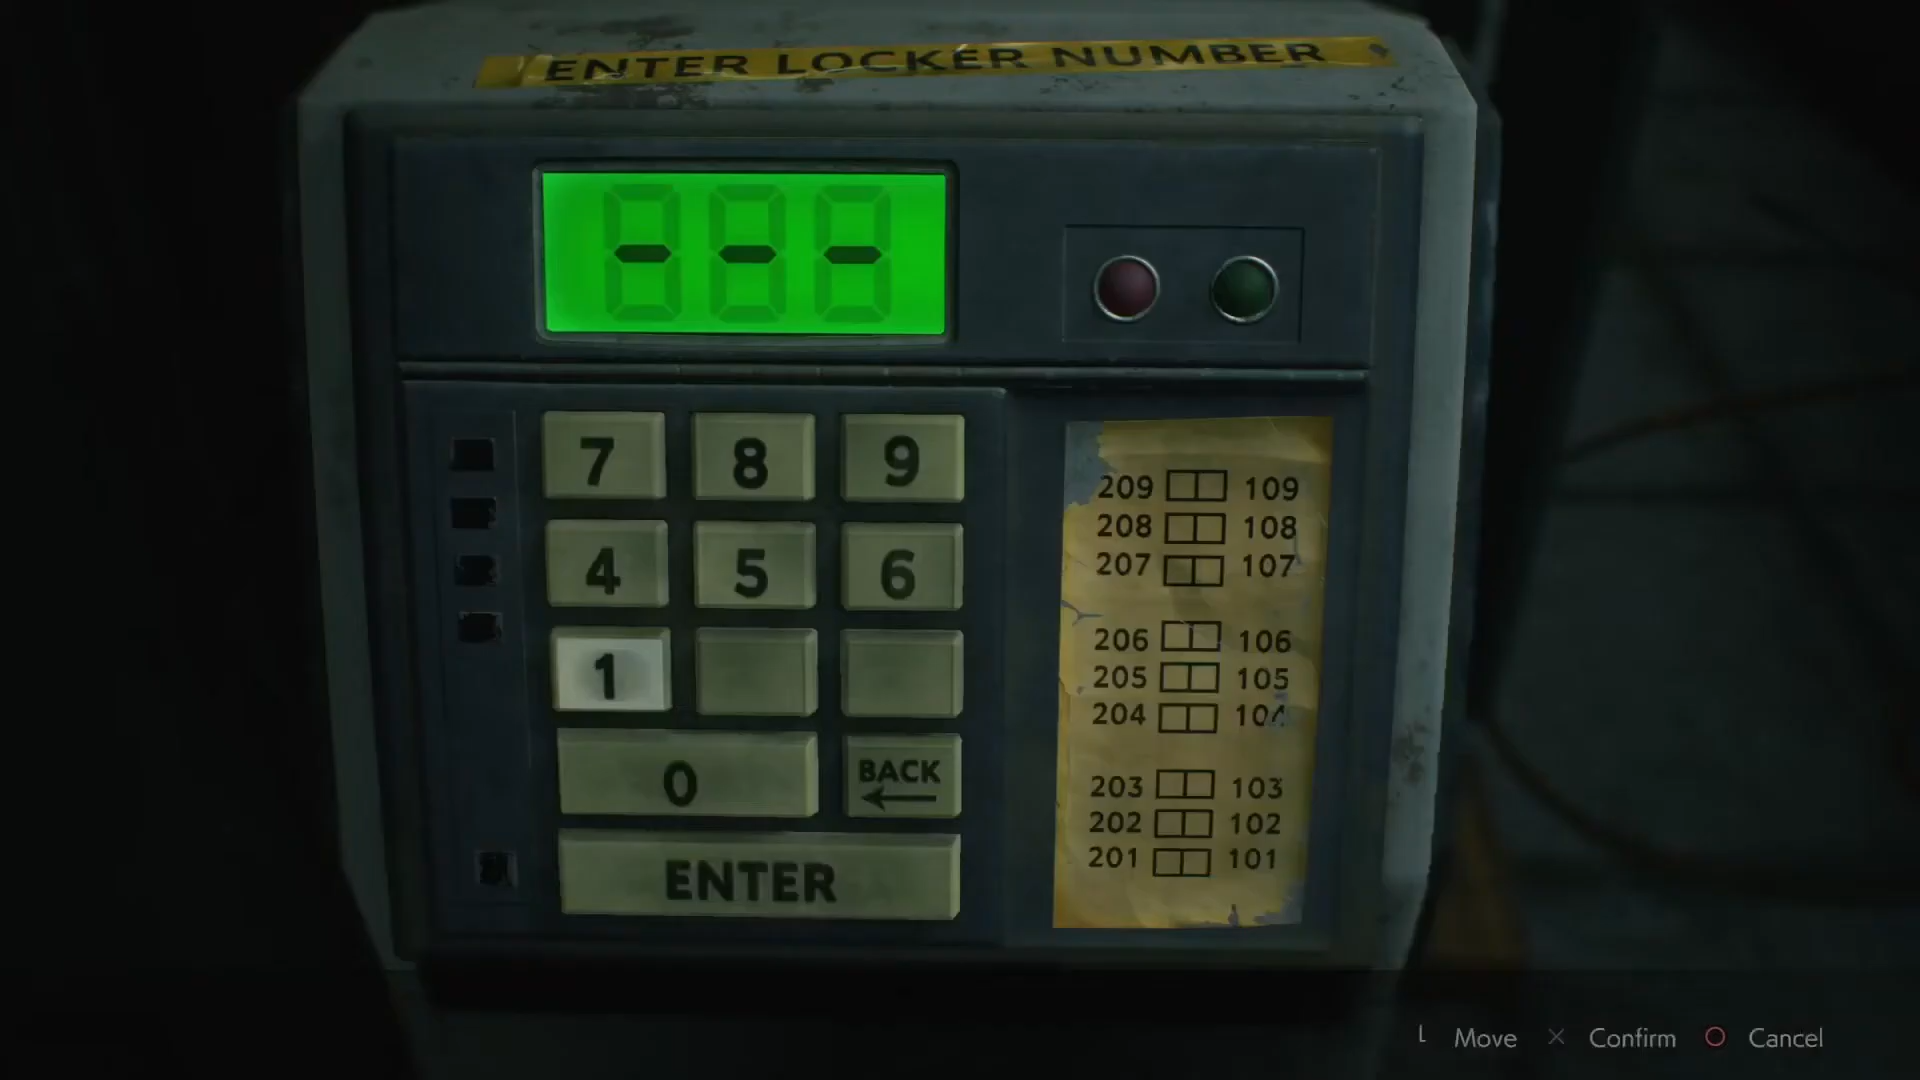 ENTER LOCKER NUMBER
- - -
7 8 9
4 5 6
1
0 BACK
ENTER
209 109
208 108
207 107
206 106
205 105
204 104
203 103
202 102
201 101
Move Confirm Cancel